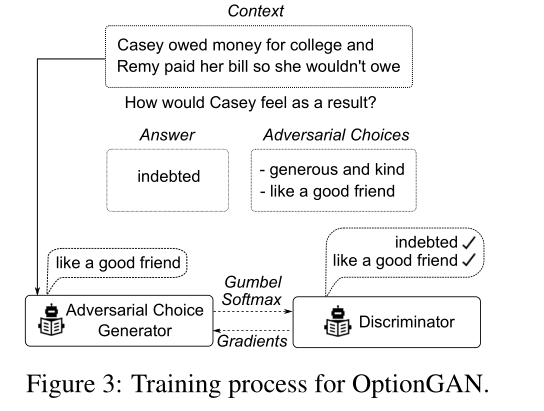 Context
Casey owed money for college and
Remy paid her bill so she wouldn't owe
How would Casey feel as a result?
Answer
indebted
Adversarial Choices
- generous and kind
- like a good friend
like a good friend
indebted ✓
like a good friend ✓
Adversarial Choice
Generator
Gumbel
Softmax
Gradients
Discriminator
Figure 3: Training process for OptionGAN.